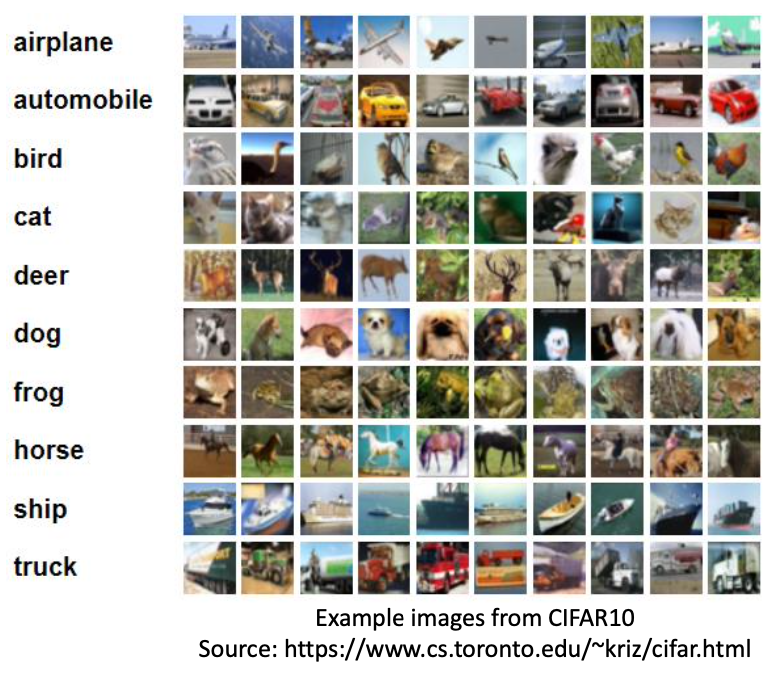 airplane
automobile
bird
cat
deer
dog
frog
horse
ship
truck
Example images from CIFAR10
Source: https://www.cs.toronto.edu/~kriz/cifar.html